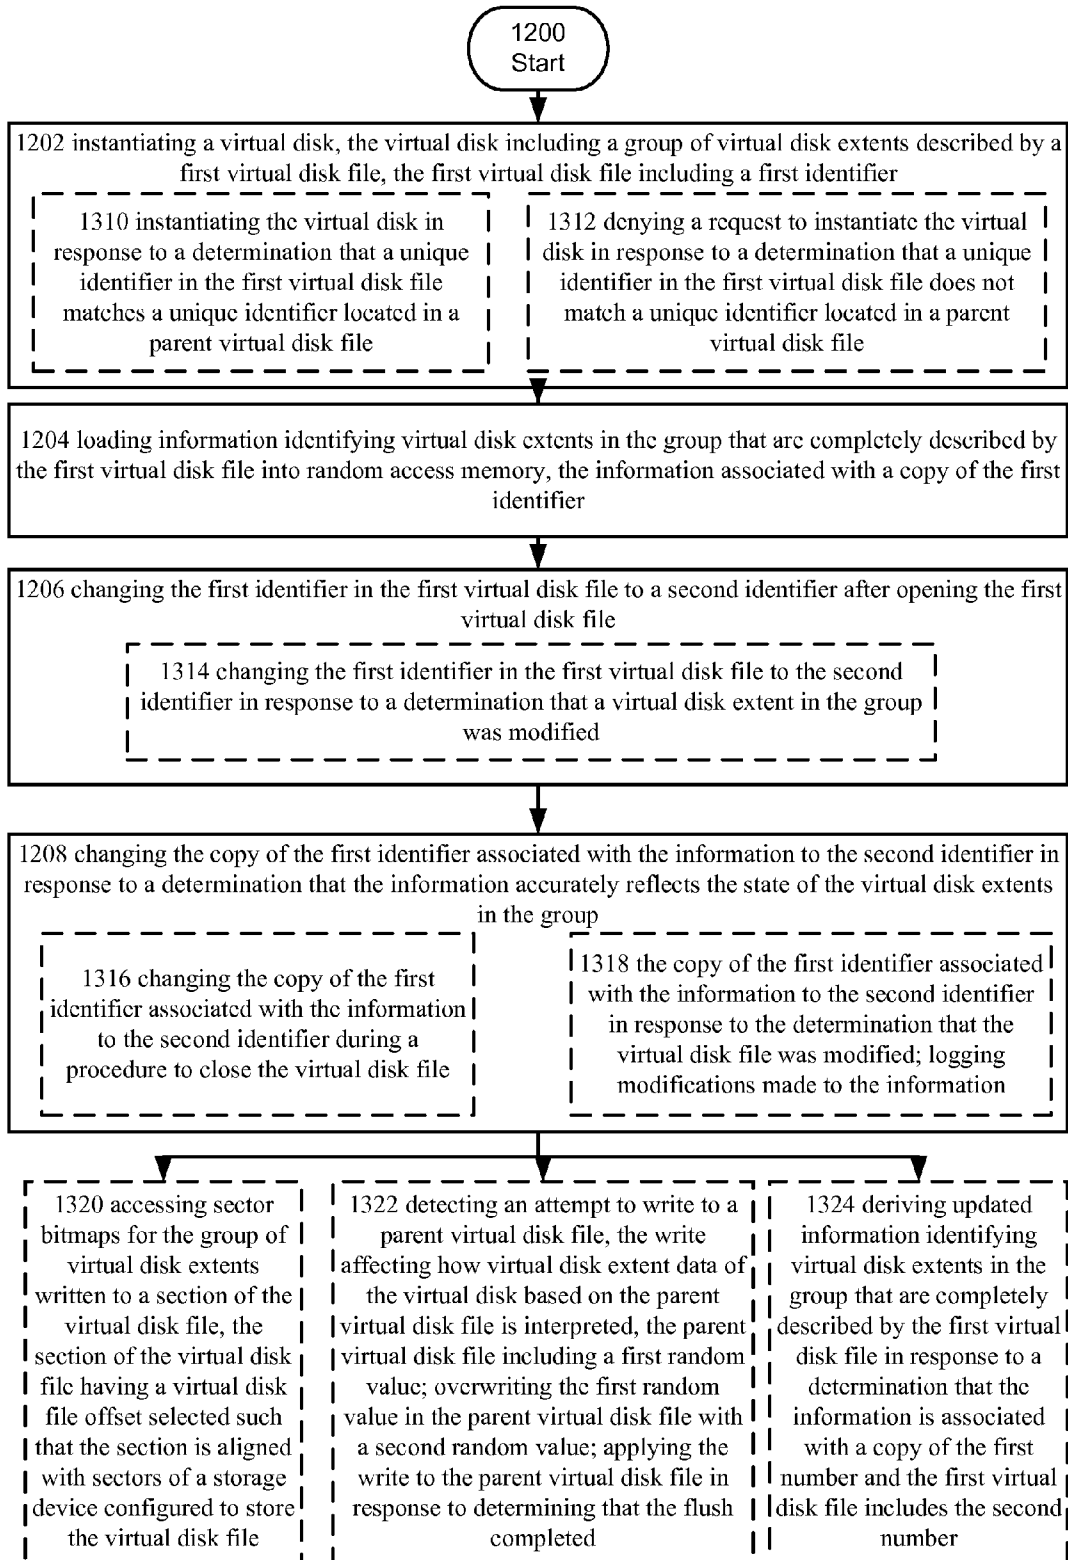 1200
Start
1202 instantiating a virtual disk, the virtual disk including a group of virtual disk extents described by a
first virtual disk file, the first virtual disk file including a first identifier
1310 instantiating the virtual disk in
response to a determination that a unique
identifier in the first virtual disk file
matches a unique identifier located in a
parent virtual disk file
1312 denying a request to instantiate the virtual
disk in response to a determination that a unique
identifier in the first virtual disk file does not
match a unique identifier located in a parent
virtual disk file
1204 loading information identifying virtual disk extents in the group that are completely described by
the first virtual disk file into random access memory, the information associated with a copy of the first
identifier
1206 changing the first identifier in the first virtual disk file to a second identifier after opening the first
virtual disk file
1314 changing the first identifier in the first virtual disk file to the second
identifier in response to a determination that a virtual disk extent in the group
was modified
1208 changing the copy of the first identifier associated with the information to the second identifier in
response to a determination that the information accurately reflects the state of the virtual disk extents
in the group
1316 changing the copy of the first
identifier associated with the information
to the second identifier during a
procedure to close the virtual disk file
1318 the copy of the first identifier associated
with the information to the second identifier
in response to the determination that the
virtual disk file was modified; logging
modifications made to the information
1320 accessing sector
bitmaps for the group of
virtual disk extents
written to a section of the
virtual disk file, the
section of the virtual disk
file having a virtual disk
file offset selected such
that the section is aligned
with sectors of a storage
device configured to store
the virtual disk file
1322 detecting an attempt to write to a
parent virtual disk file, the write
affecting how virtual disk extent data of
the virtual disk based on the parent
virtual disk file is interpreted, the parent
virtual disk file including a first random
value; overwriting the first random
value in the parent virtual disk file with
a second random value; applying the
write to the parent virtual disk file in
response to determining that the flush
completed
1324 deriving updated
information identifying
virtual disk extents in the
group that are completely
described by the first virtual
disk file in response to a
determination that the
information is associated
with a copy of the first
number and the first virtual
disk file includes the second
number